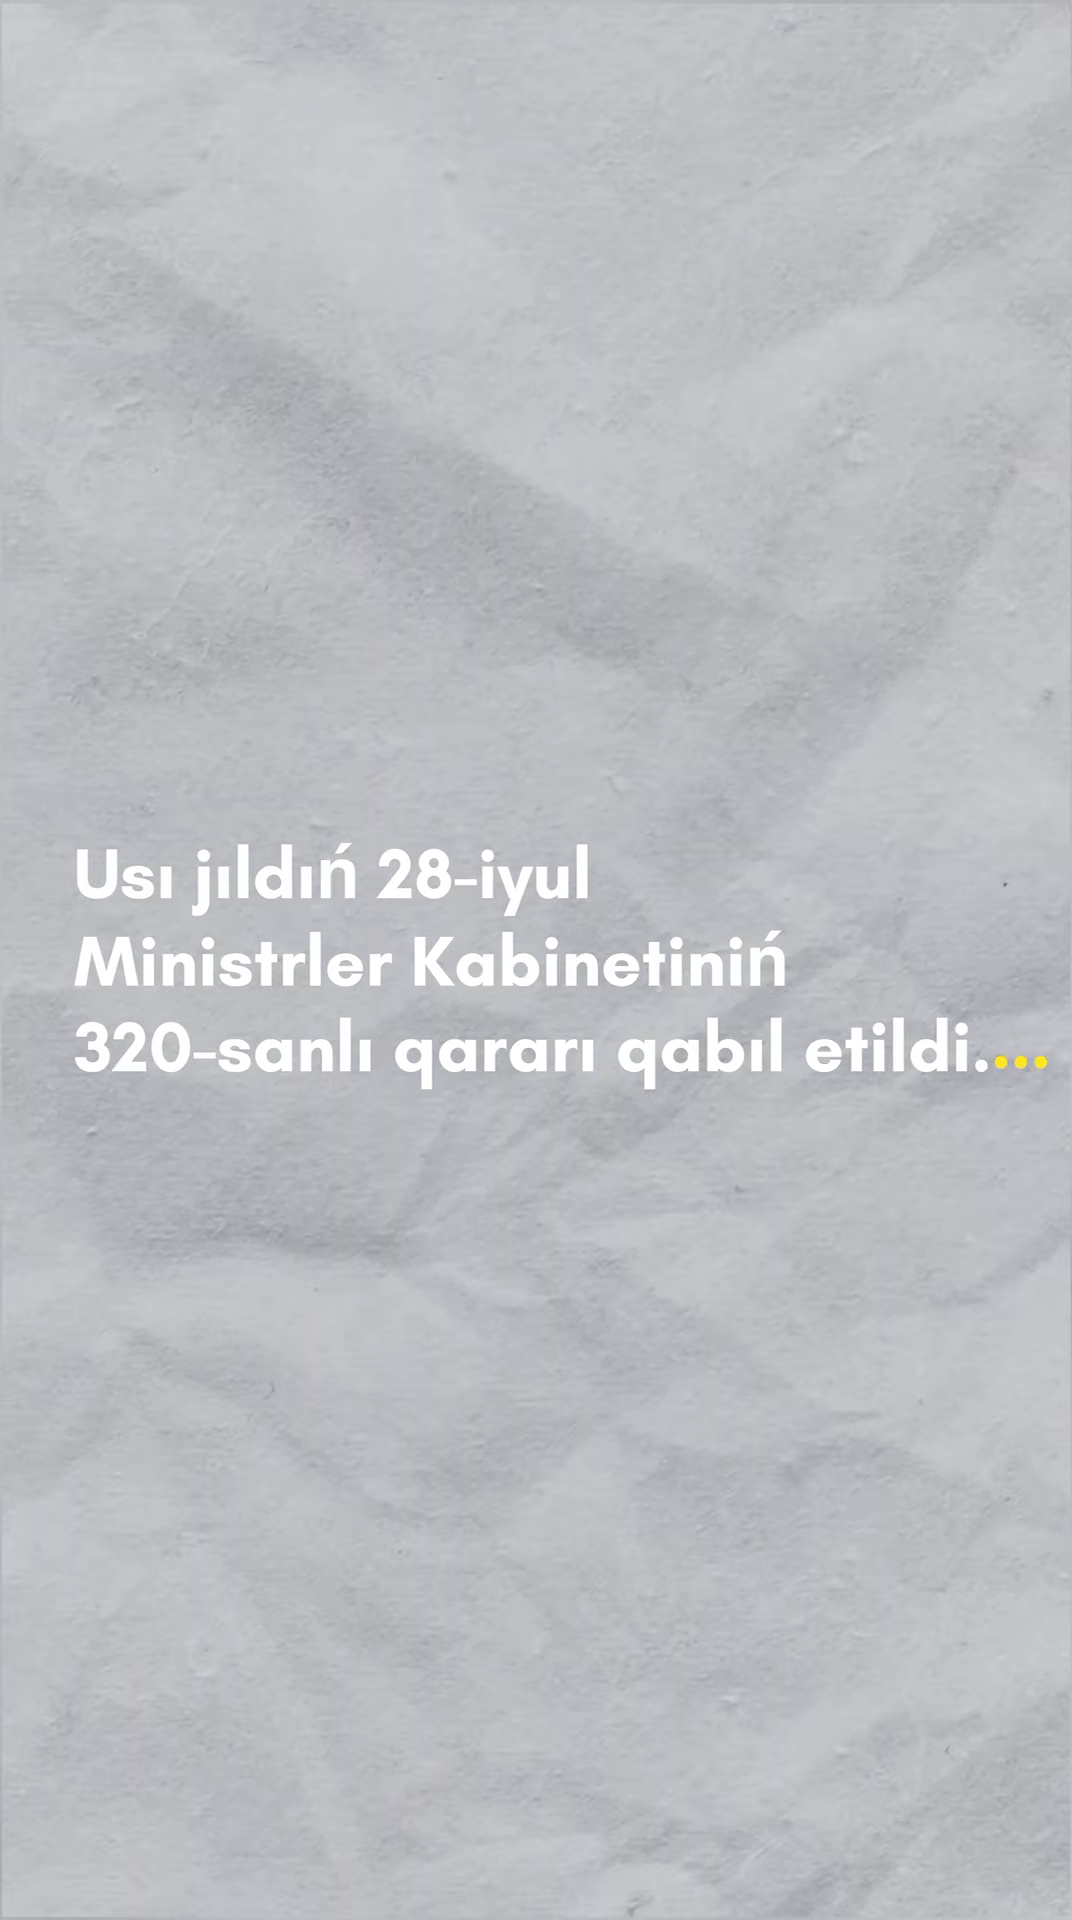 Usı jıldıń 28-iyul
Ministrler Kabinetiniń
320-sanlı qararı qabıl etildi....